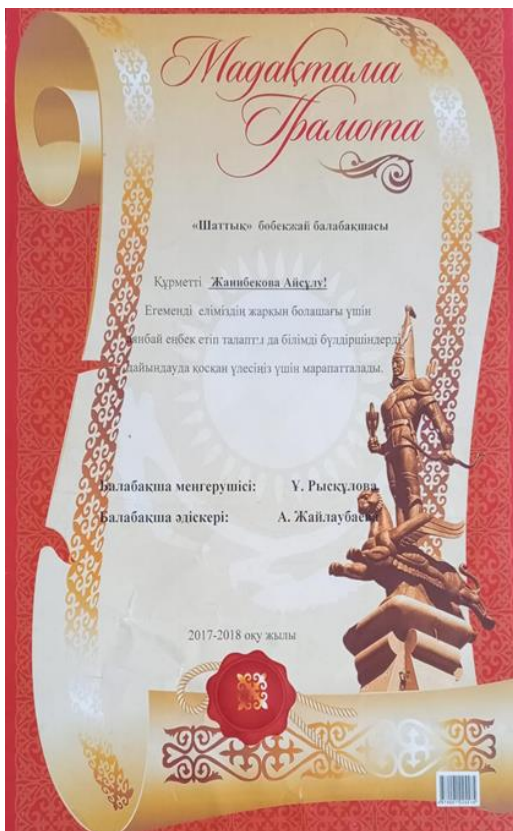 Мадақтама
Грамота
«Шаттық» бөбекжай балабақшасы
Құрметті Жанибекова Айсұлу!
Егеменді еліміздің жарқын болашағы үшін
аянбай еңбек етіп талапты да білімді бүлдіршіндерді
дайындауда қосқан үлесіңіз үшін марапатталады.
Балабақша меңгерушісі: Ұ. Рысқұлова
Балабақша әдіскері: А. Жайлаубаева
2017-2018 оқу жылы